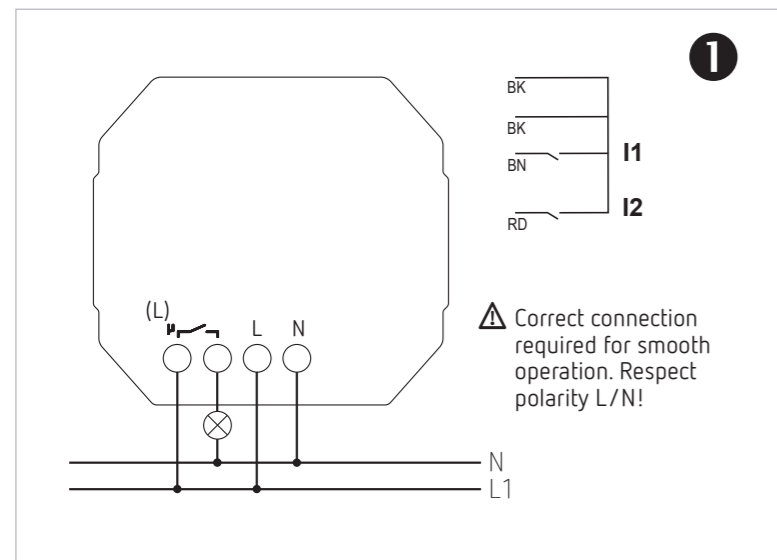 1
BK
BK
BN
I1
RD
I2
(L)
µ
L
N
⚠ Correct connection
required for smooth
operation. Respect
polarity L/N!
N
L1